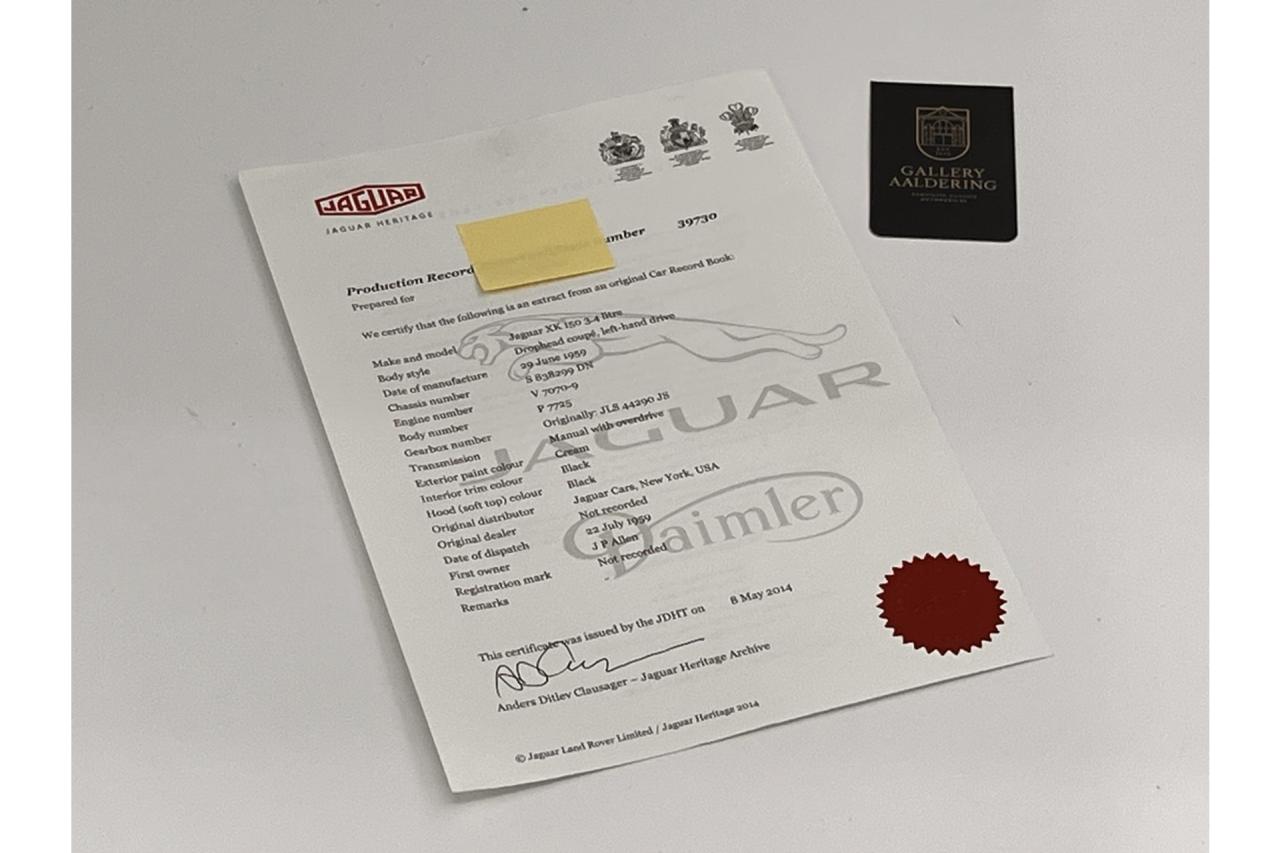 JAGUAR
JAGUAR HERITAGE
Production Record umber 39730
Prepared for
We certify that the following is an extract from an original Car Record Book:
Make and model Jaguar XK 150 3.4 litre
Body style Drophead coupé, left-hand drive
Date of manufacture 29 June 1959
Chassis number S 838299 DN
Engine number V 7070-9
Body number P 7725
Gearbox number Originally: JLS 44290 JS
Transmission Manual with overdrive
Exterior paint colour Cream
Interior trim colour Black
Hood (soft top) colour Black
Original distributor Jaguar Cars, New York, USA
Original dealer Not recorded
Date of dispatch 22 July 1959
First owner J P Allen
Registration mark Not recorded
Remarks -
JAGUAR
Daimler
This certificate was issued by the JDHT on 8 May 2014
Anders Ditlev Clausager – Jaguar Heritage Archive
© Jaguar Land Rover Limited / Jaguar Heritage 2014
GALLERY
AALDERING